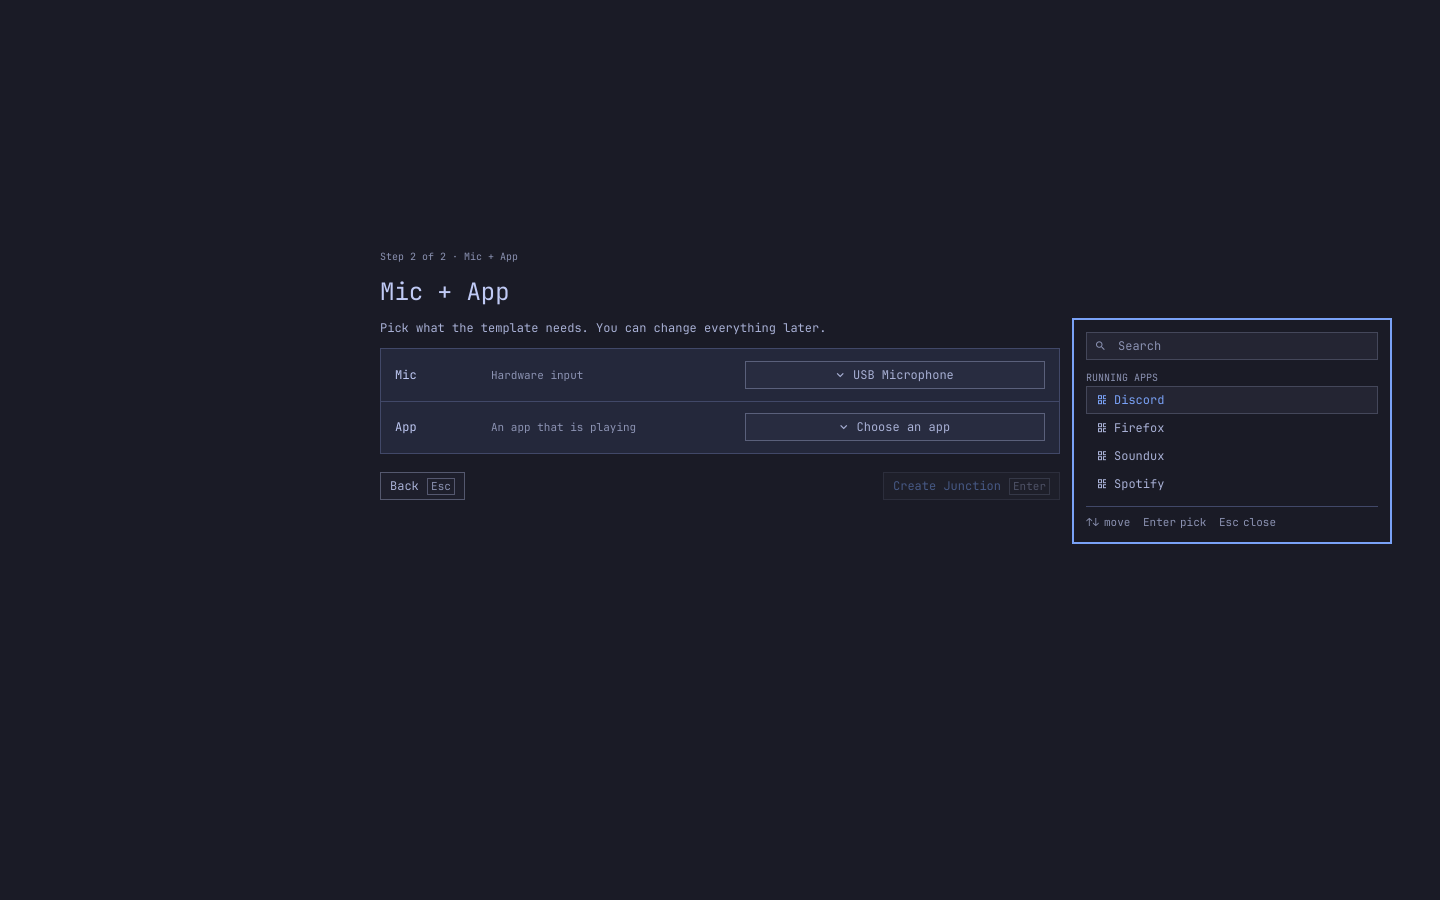 Step 2 of 2 · Mic + App
Mic + App
Pick what the template needs. You can change everything later.
Mic Hardware input USB Microphone
App An app that is playing Choose an app
Back Esc Create Junction Enter
Search
RUNNING APPS
Discord
Firefox
Soundux
Spotify
↑↓ move Enter pick Esc close